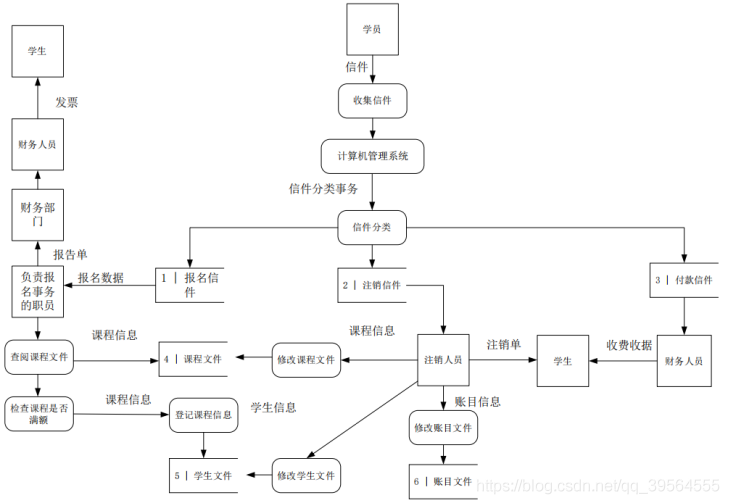 学员
学生
信件
收集信件
发票
财务人员
计算机管理系统
信件分类事务
财务部
门
信件分类
报告单
负责报
名事务
的职员
报名数据
1 | 报名信
件
2 | 注销信件
3 | 付款信件
课程信息
课程信息
查阅课程文件
4 | 课程文件
修改课程文件
注销人员
注销单
学生
收费收据
财务人员
检查课程是否
满额
课程信息
登记课程信息
学生信息
账目信息
修改账目文件
5 | 学生文件
修改学生文件
6 | 账目文件
https://blog.csdn.net/qq_39564555